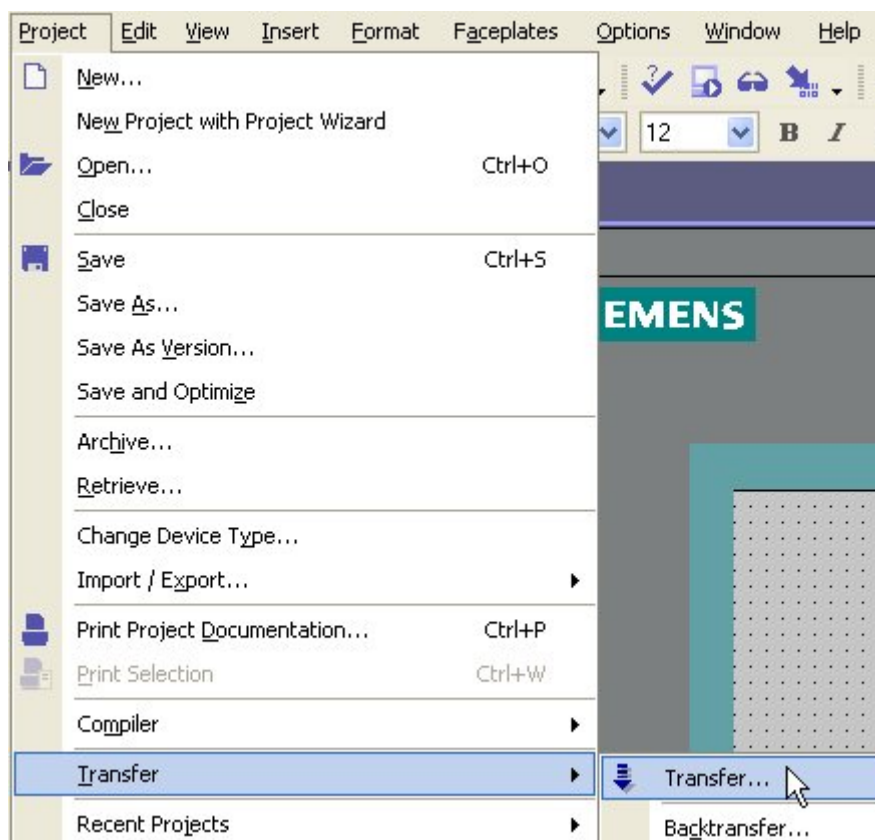 Project Edit View Insert Format Faceplates Options Window Help
New...
New Project with Project Wizard
12 B I
Open... Ctrl+O
Close
Save Ctrl+S
Save As...
EMENS
Save As Version...
Save and Optimize
Archive...
Retrieve...
Change Device Type...
Import / Export...
Print Project Documentation... Ctrl+P
Print Selection Ctrl+W
Compiler
Transfer Transfer...
Recent Projects Backtransfer...